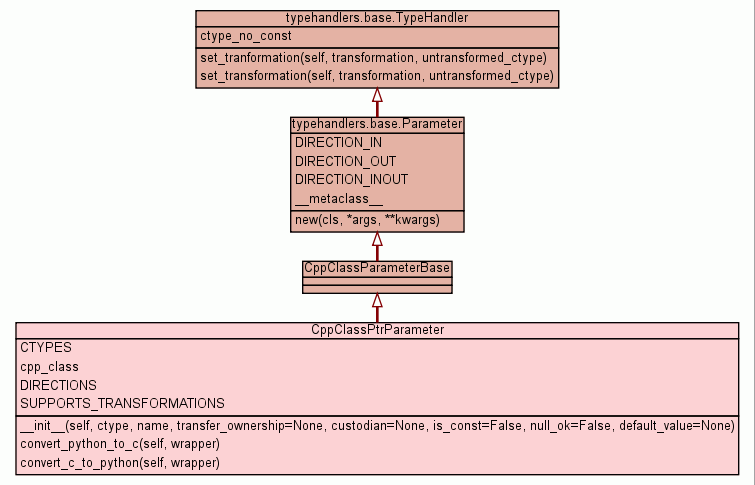 typehandlers.base.TypeHandler
ctype_no_const
set_tranformation(self, transformation, untransformed_ctype)
set_transformation(self, transformation, untransformed_ctype)
typehandlers.base.Parameter
DIRECTION_IN
DIRECTION_OUT
DIRECTION_INOUT
__metaclass__
new(cls, *args, **kwargs)
CppClassParameterBase
CppClassPtrParameter
CTYPES
cpp_class
DIRECTIONS
SUPPORTS_TRANSFORMATIONS
__init__(self, ctype, name, transfer_ownership=None, custodian=None, is_const=False, null_ok=False, default_value=None)
convert_python_to_c(self, wrapper)
convert_c_to_python(self, wrapper)